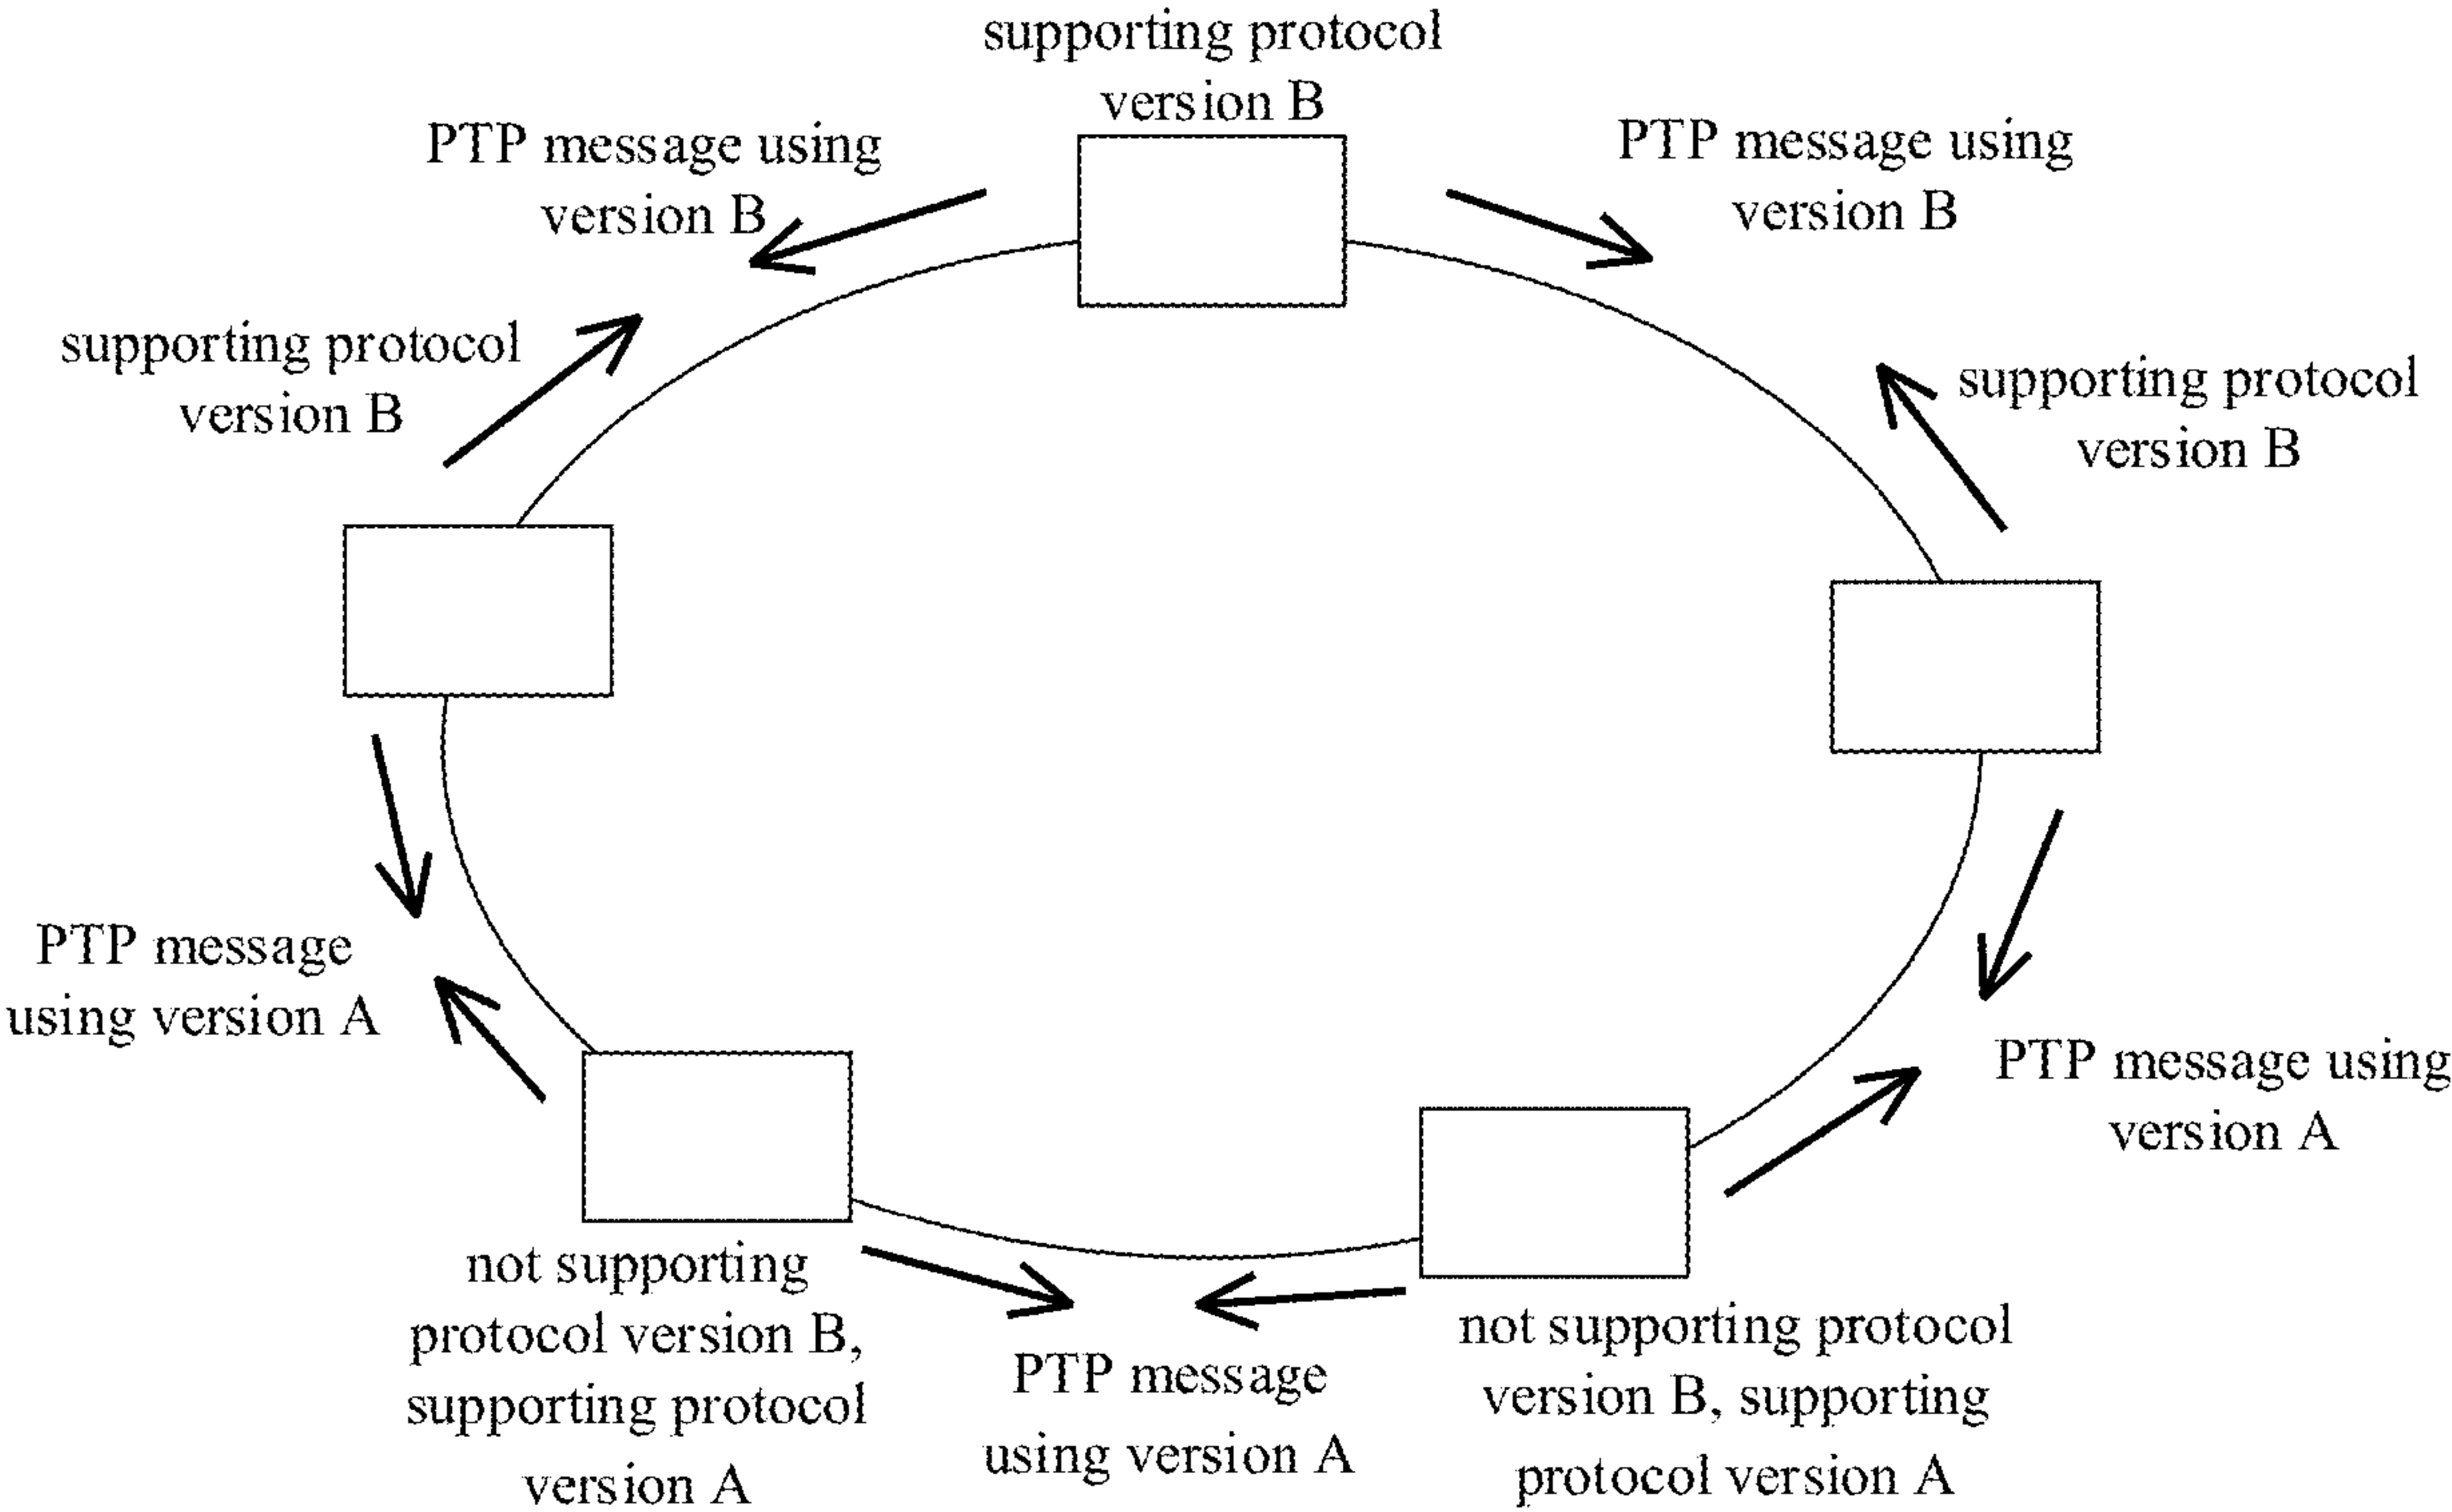 supporting protocol
version B
PTP message using
version B
PTP message using
version B
supporting protocol
version B
supporting protocol
version B
PTP message
using version A
PTP message using
version A
not supporting
protocol version B,
supporting protocol
version A
PTP message
using version A
not supporting protocol
version B, supporting
protocol version A